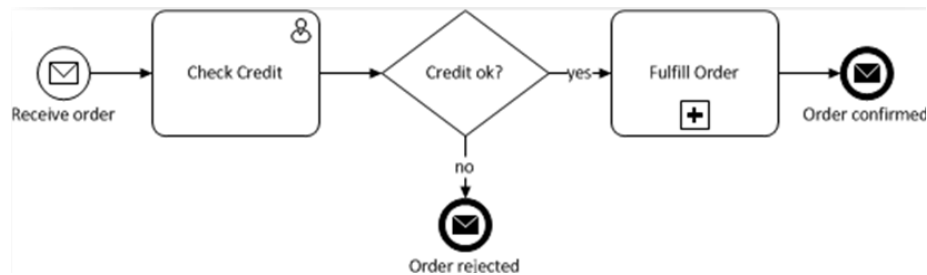 Check Credit
Credit ok?
yes
Fulfill Order
Receive order
Order confirmed
no
Order rejected